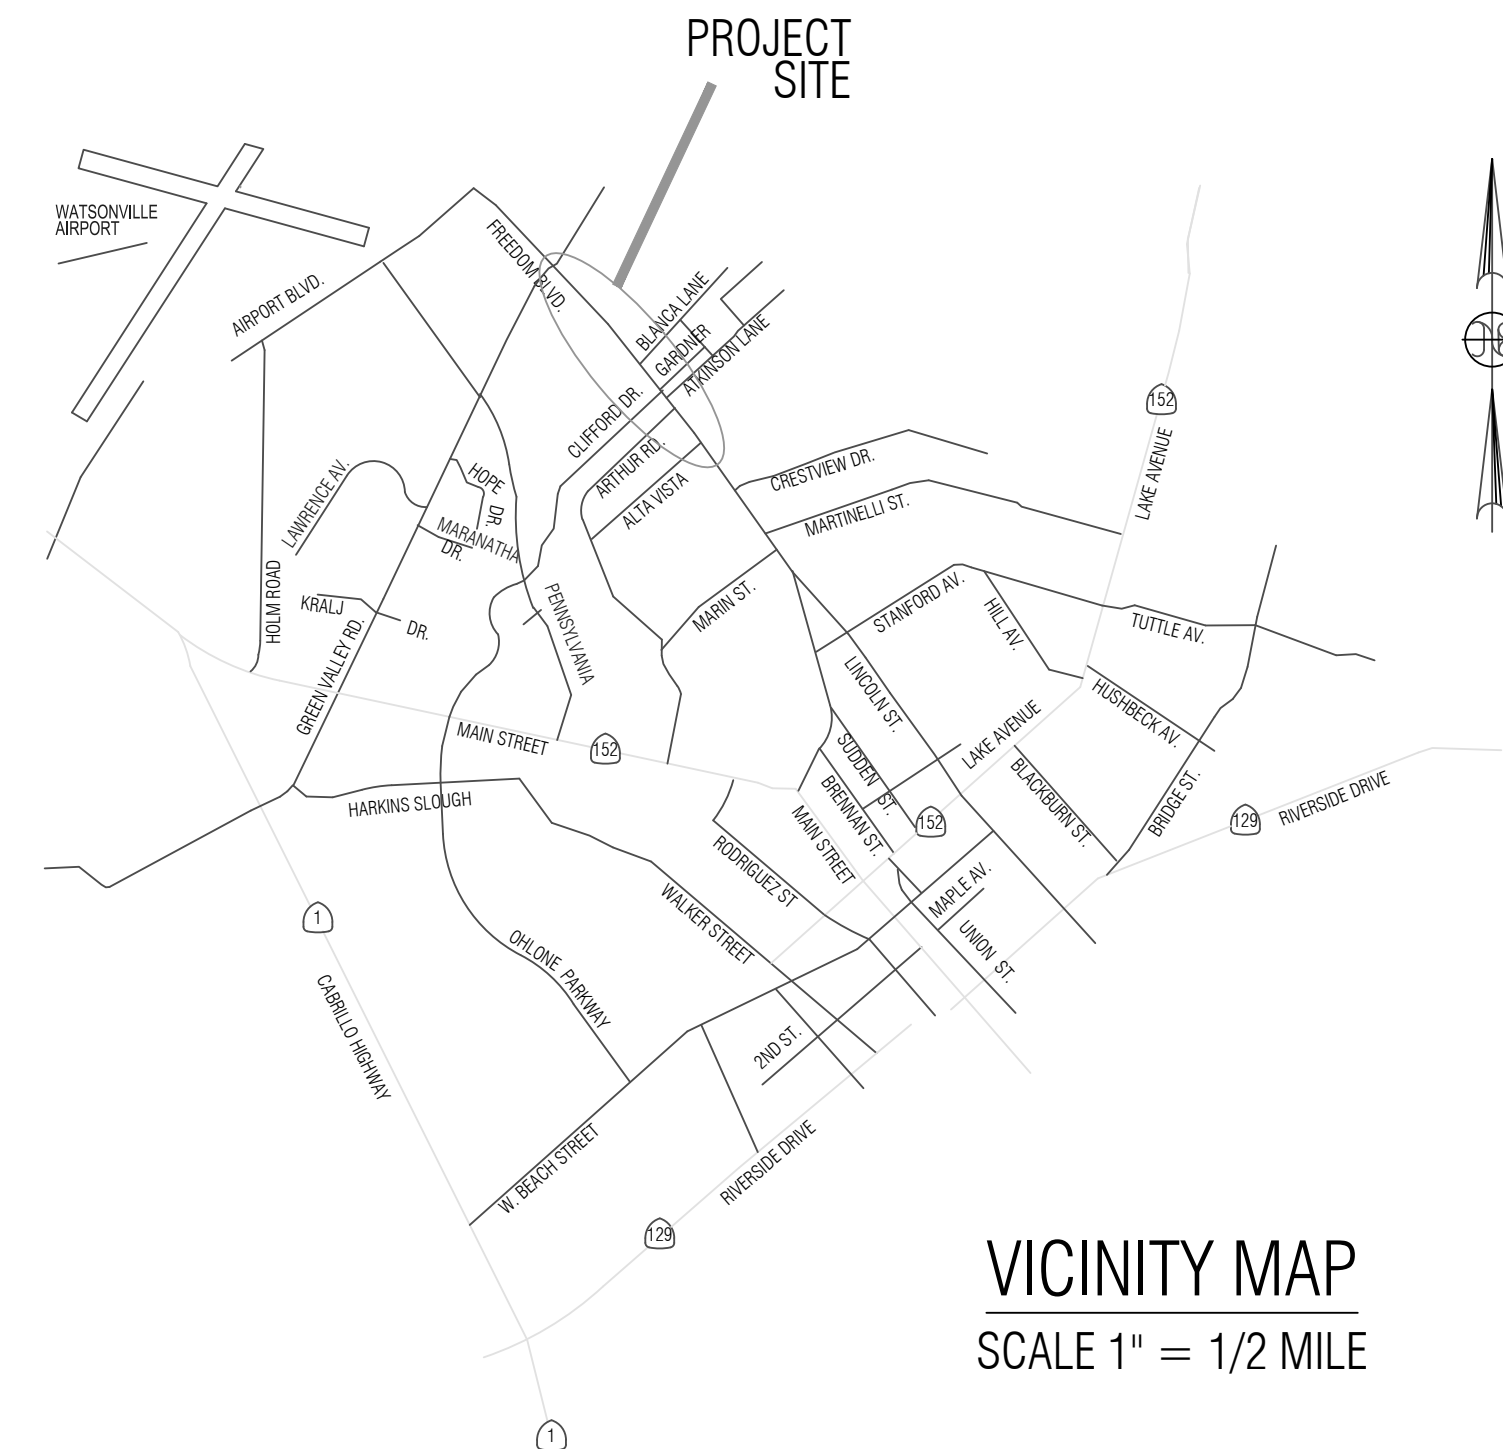 PROJECT
SITE
WATSONVILLE
AIRPORT
FREEDOM BLVD.
AIRPORT BLVD.
BLANCA LANE
GARDNER
ATKINSON LANE
CLIFFORD DR.
152
LAKE AVENUE
ARTHUR RD.
ALTA VISTA
CRESTVIEW DR.
MARTINELLI ST.
LAWRENCE AV.
HOPE
DR.
MARANATHA
DR.
HOLM ROAD
KRALJ
DR.
GREEN VALLEY RD.
PENNSYLVANIA
MARIN ST.
STANFORD AV.
HILL AV.
TUTTLE AV.
LINCOLN ST.
HUSHBECK AV.
MAIN STREET
152
SUDDEN ST.
LAKE AVENUE
BRENNAN ST.
BLACKBURN ST.
BRIDGE ST.
HARKINS SLOUGH
MAIN STREET
152
129
RIVERSIDE DRIVE
RODRIGUEZ ST
WALKER STREET
MAPLE AV.
UNION ST.
1
OHLONE PARKWAY
CABRILLO HIGHWAY
2ND ST.
W. BEACH STREET
RIVERSIDE DRIVE
129
VICINITY MAP
SCALE 1" = 1/2 MILE
1